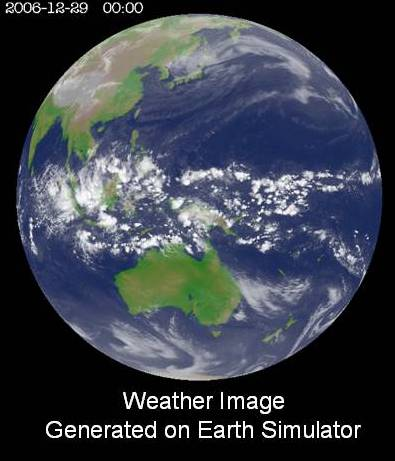 2006-12-29 00:00
Weather Image
Generated on Earth Simulator